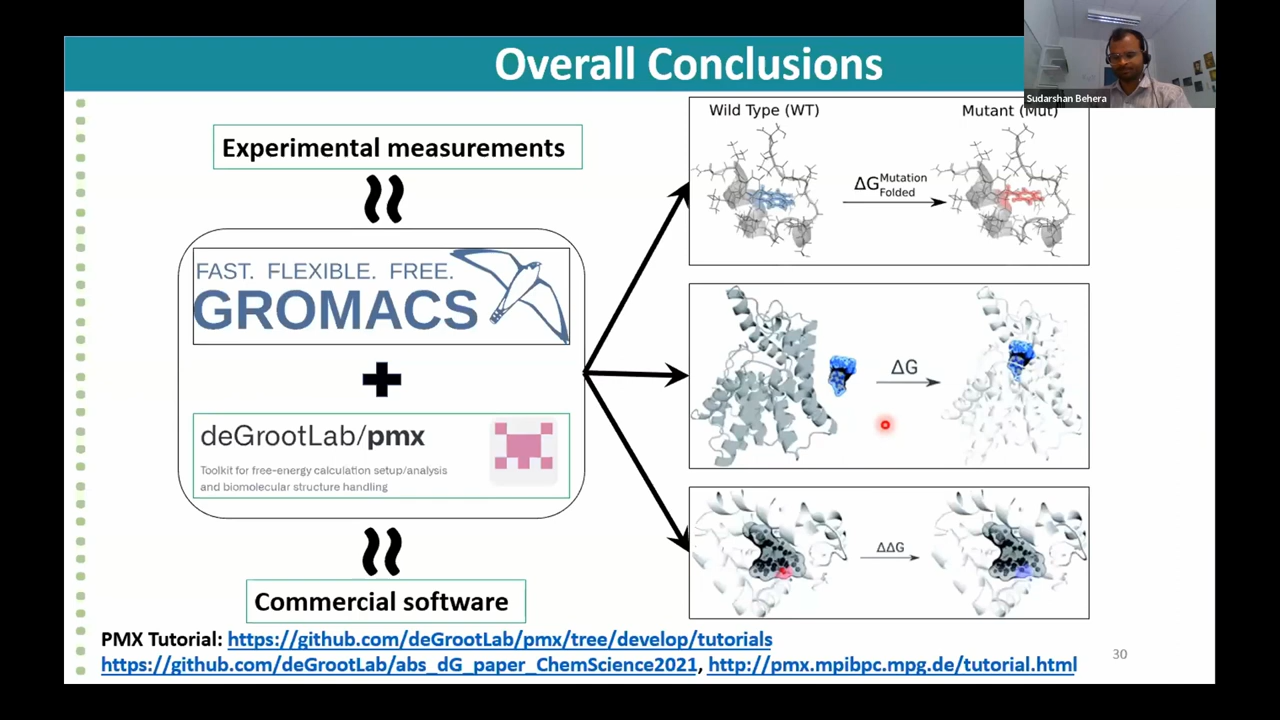 Overall Conclusions
Sudarshan Behera
Experimental measurements
≈
FAST. FLEXIBLE. FREE.
GROMACS
+
deGrootLab/pmx
Toolkit for free-energy calculation setup/analysis
and biomolecular structure handling
≈
Commercial software
Wild Type (WT)
Mutant (Mut)
ΔG Mutation Folded
ΔG
ΔΔG
PMX Tutorial: https://github.com/deGrootLab/pmx/tree/develop/tutorials
https://github.com/deGrootLab/abs_dG_paper_ChemScience2021, http://pmx.mpibpc.mpg.de/tutorial.html
30